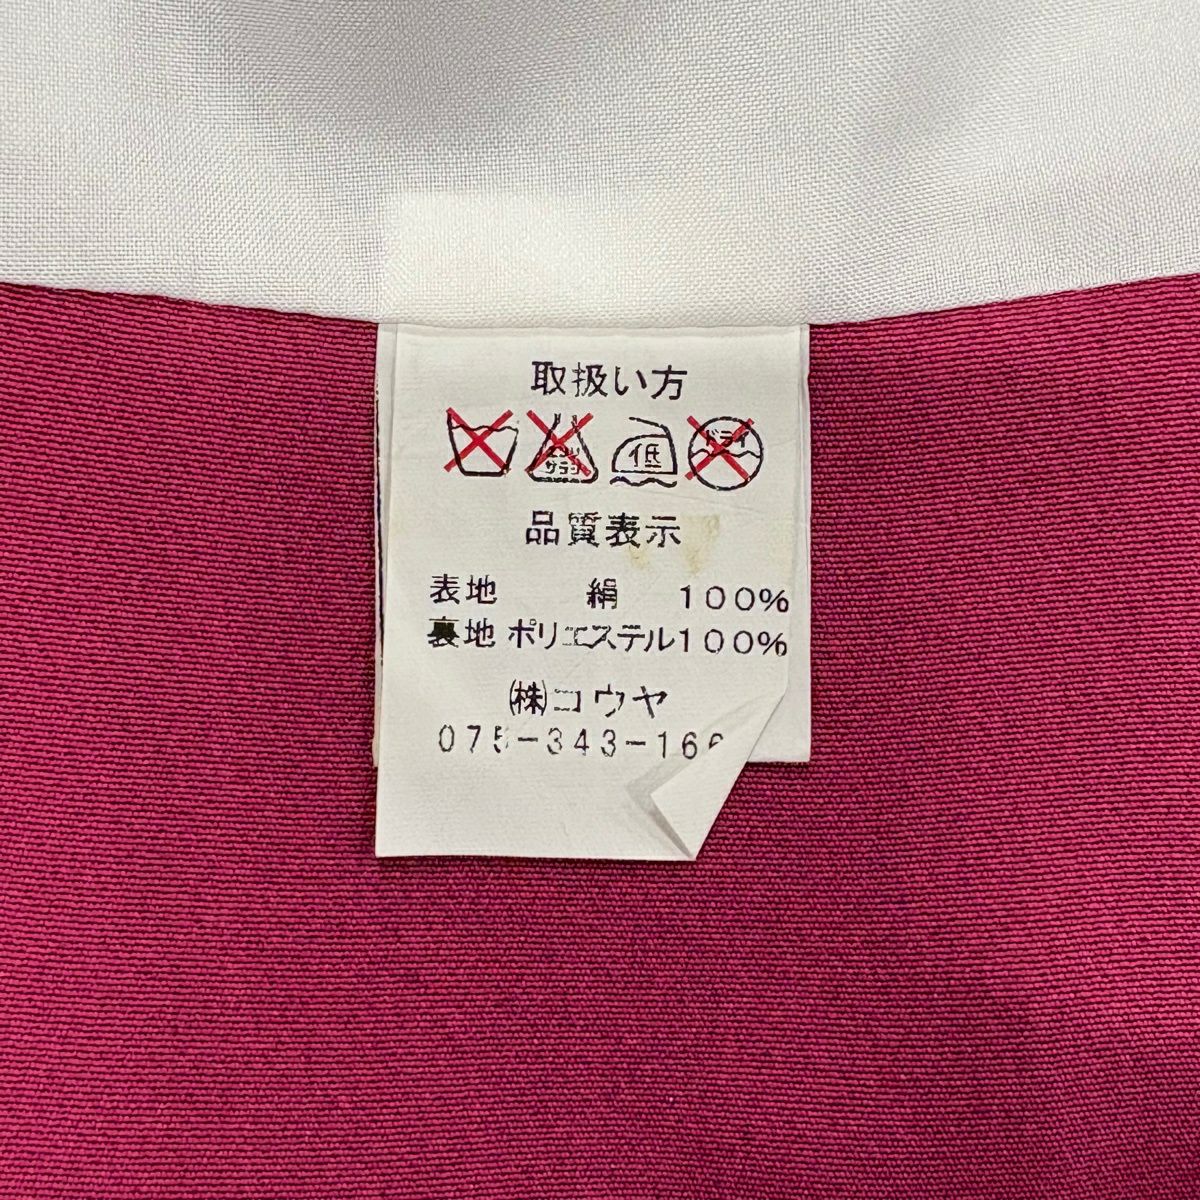 取扱い方
エンソ
サラシ
低
ドライ
品質表示
表地 絹 100%
裏地 ポリエステル100%
㈱コウヤ
075-343-166